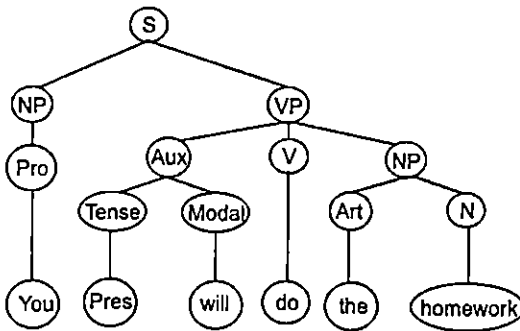 S
NP VP
Pro Aux V NP
Tense Modal Art N
You Pres will do the homework